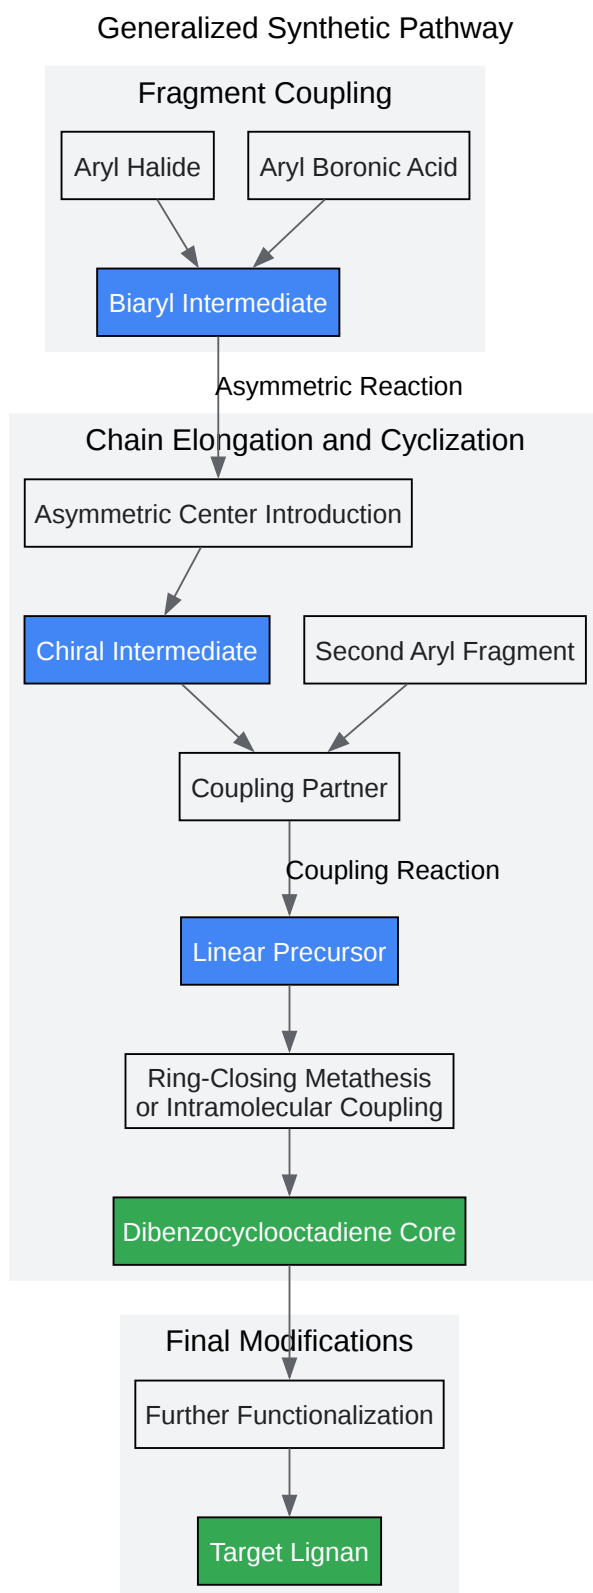 Generalized Synthetic Pathway
Fragment Coupling
Aryl Halide
Aryl Boronic Acid
Biaryl Intermediate
Asymmetric Reaction
Chain Elongation and Cyclization
Asymmetric Center Introduction
Chiral Intermediate
Second Aryl Fragment
Coupling Partner
Coupling Reaction
Linear Precursor
Ring-Closing Metathesis
or Intramolecular Coupling
Dibenzocyclooctadiene Core
Final Modifications
Further Functionalization
Target Lignan